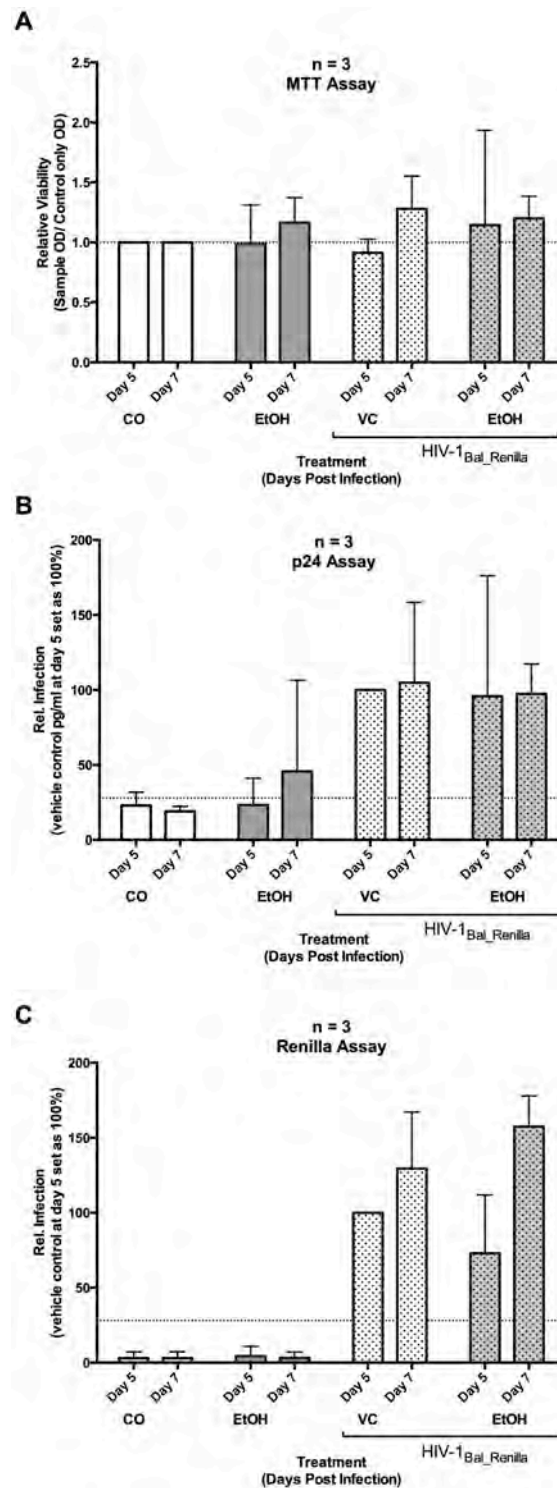 A
n = 3
MTT Assay
Relative Viability
(Sample OD/ Control only OD)
2.5
2.0
1.5
1.0
0.5
0.0
Day 5 Day 7 Day 5 Day 7 Day 5 Day 7 Day 5 Day 7
CO EtOH VC EtOH
HIV-1Bal_Renilla
Treatment
(Days Post Infection)
B
n = 3
p24 Assay
Rel. Infection
(vehicle control pg/ml at day 5 set as 100%)
200
150
100
50
0
Day 5 Day 7 Day 5 Day 7 Day 5 Day 7 Day 5 Day 7
CO EtOH VC EtOH
HIV-1Bal_Renilla
Treatment
(Days Post Infection)
C
n = 3
Renilla Assay
Rel. Infection
(vehicle control at day 5 set as 100%)
200
150
100
50
0
Day 5 Day 7 Day 5 Day 7 Day 5 Day 7 Day 5 Day 7
CO EtOH VC EtOH
HIV-1Bal_Renilla
Treatment
(Days Post Infection)